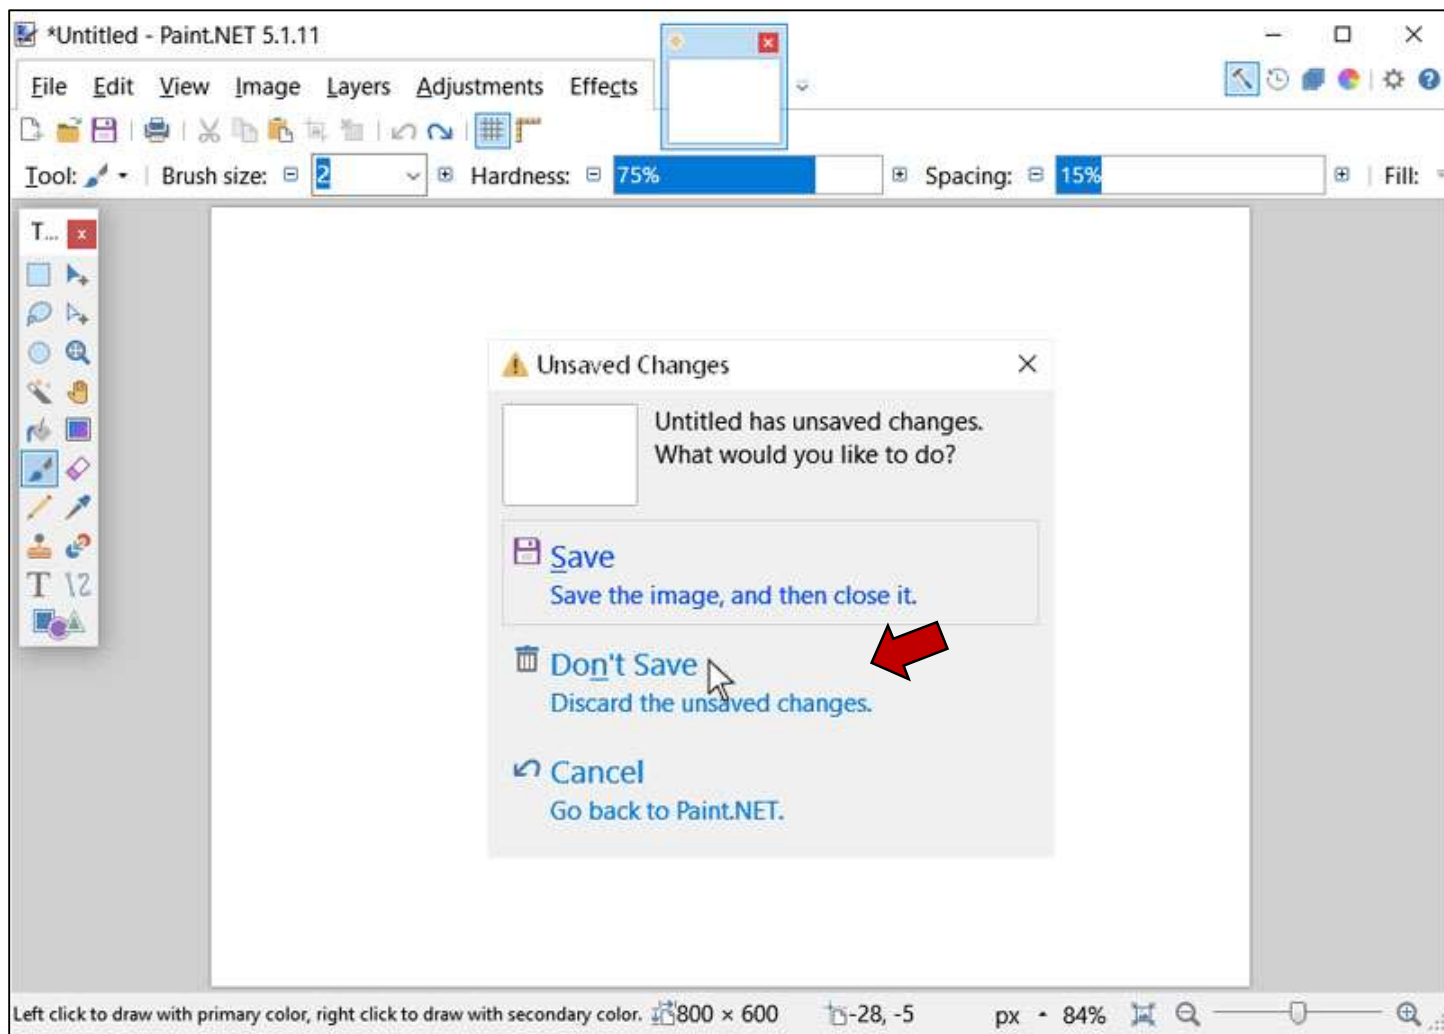 *Untitled - Paint.NET 5.1.11
File Edit View Image Layers Adjustments Effects
Tool: Brush size: 2 Hardness: 75% Spacing: 15% Fill:
T...
Unsaved Changes
Untitled has unsaved changes.
What would you like to do?
Save
Save the image, and then close it.
Don't Save
Discard the unsaved changes.
Cancel
Go back to Paint.NET.
Left click to draw with primary color, right click to draw with secondary color. 800 × 600 -28, -5 px 84%